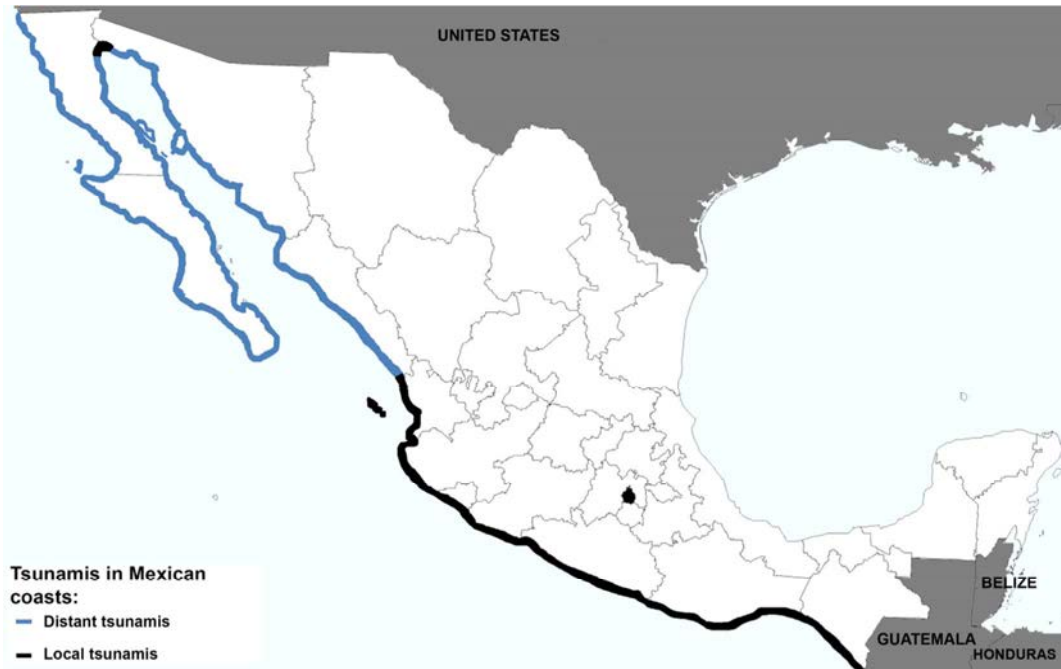 UNITED STATES
Tsunamis in Mexican
coasts:
Distant tsunamis
Local tsunamis
BELIZE
GUATEMALA
HONDURAS